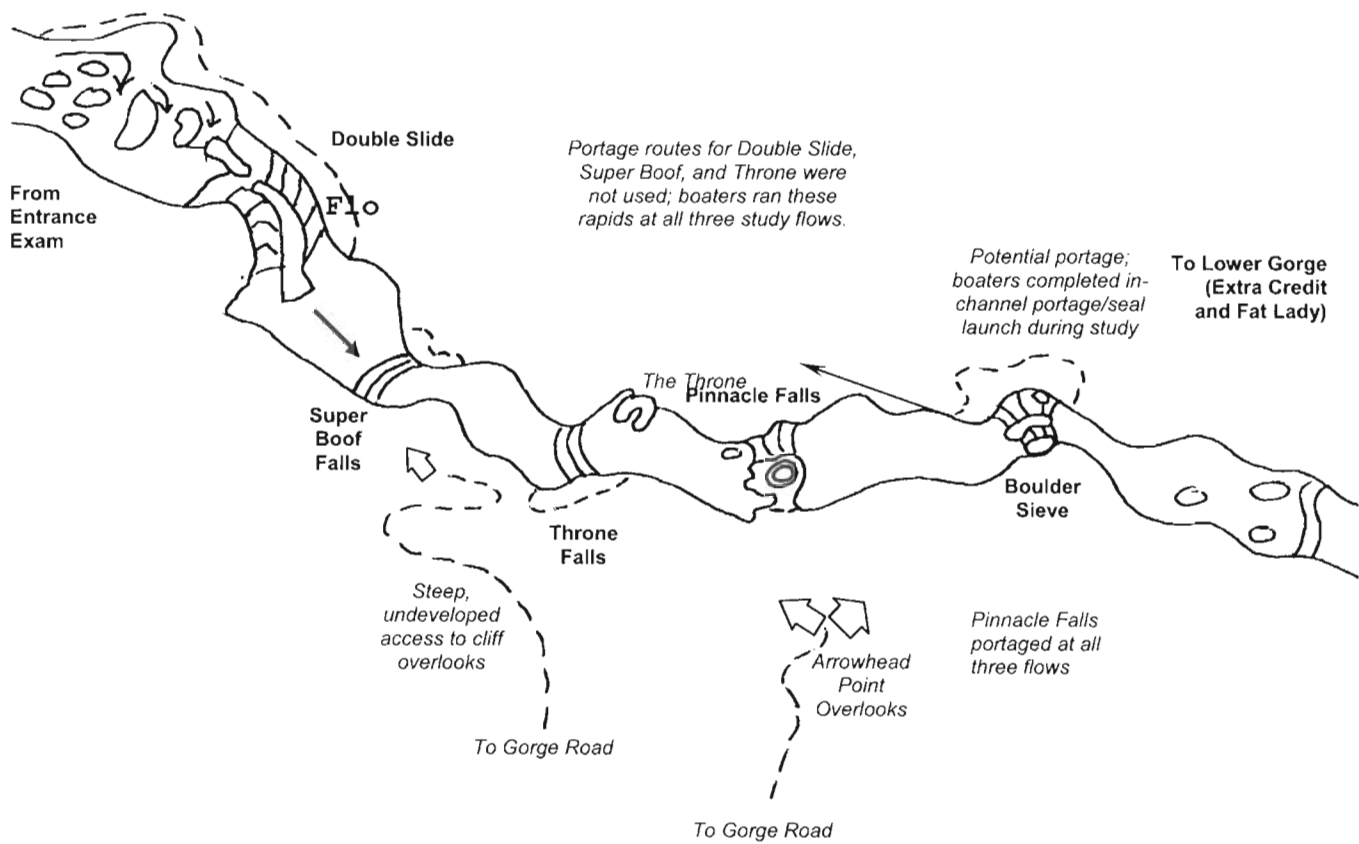 Double Slide
Portage routes for Double Slide,
Super Boof, and Throne were
not used; boaters ran these
rapids at all three study flows.
From
Entrance
Exam
Flo
Potential portage;
boaters completed in-
channel portage/seal
launch during study
To Lower Gorge
(Extra Credit
and Fat Lady)
The Throne
Pinnacle Falls
Super
Boof
Falls
Throne
Falls
Boulder
Sieve
Steep,
undeveloped
access to cliff
overlooks
Arrowhead
Point
Overlooks
Pinnacle Falls
portaged at all
three flows
To Gorge Road
To Gorge Road